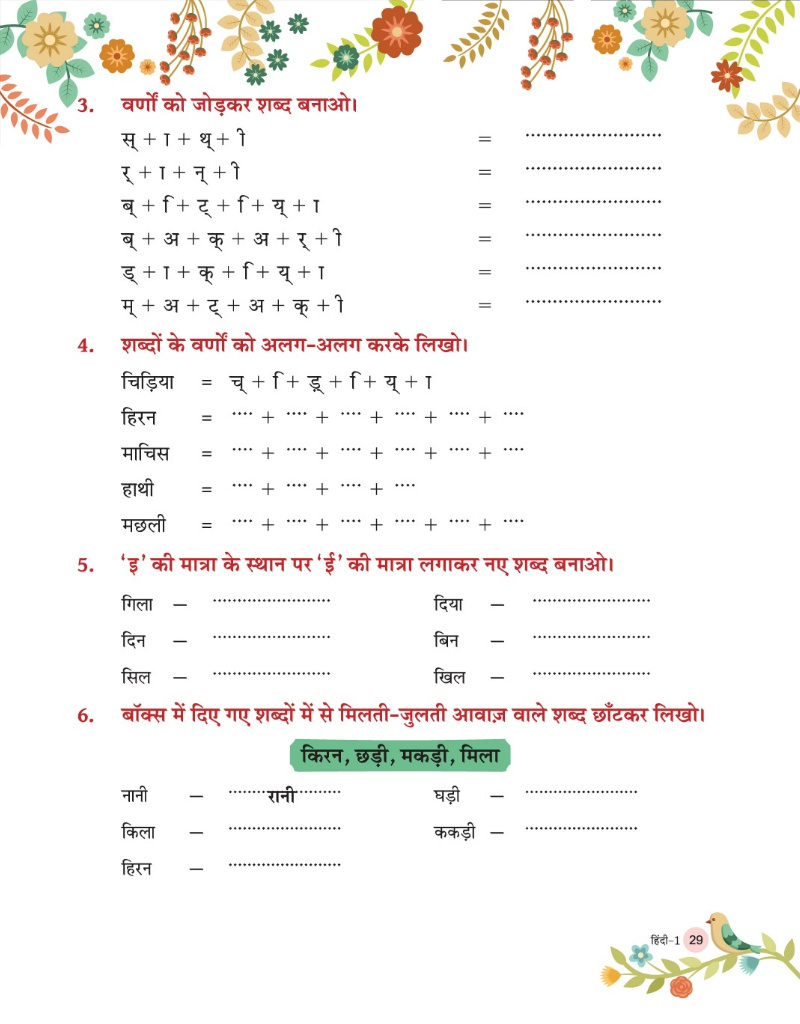 3. वर्णों को जोड़कर शब्द बनाओ।
स् + ा + थ् + ी = ........................
र् + ा + न् + ी = ........................
ब् + ि + ट् + ि + य् + ा = ........................
ब् + अ + क् + अ + र् + ी = ........................
ड् + ा + क् + ि + य् + ा = ........................
म् + अ + ट् + अ + क् + ी = ........................
4. शब्दों के वर्णों को अलग-अलग करके लिखो।
चिड़िया = च् + ि + ड़् + ि + य् + ा
हिरन = .... + .... + .... + .... + .... + ....
माचिस = .... + .... + .... + .... + .... + ....
हाथी = .... + .... + .... + ....
मछली = .... + .... + .... + .... + .... + ....
5. ‘इ’ की मात्रा के स्थान पर ‘ई’ की मात्रा लगाकर नए शब्द बनाओ।
गिला – ........................ दिया – ........................
दिन – ........................ बिन – ........................
सिल – ........................ खिल – ........................
6. बॉक्स में दिए गए शब्दों में से मिलती-जुलती आवाज़ वाले शब्द छाँटकर लिखो।
किरन, छड़ी, मकड़ी, मिला
नानी – ........रानी........ घड़ी – ........................
किला – ........................ ककड़ी – ........................
हिरन – ........................
हिंदी-1 29